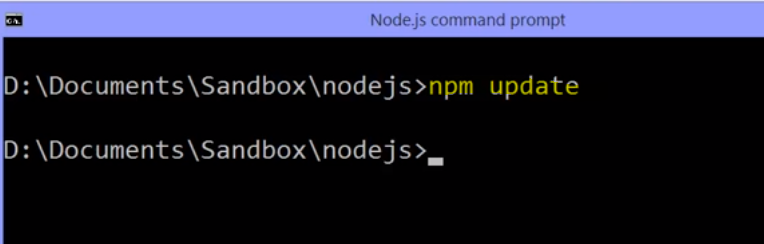 Node.js command prompt
D:\Documents\Sandbox\nodejs>npm update
D:\Documents\Sandbox\nodejs>